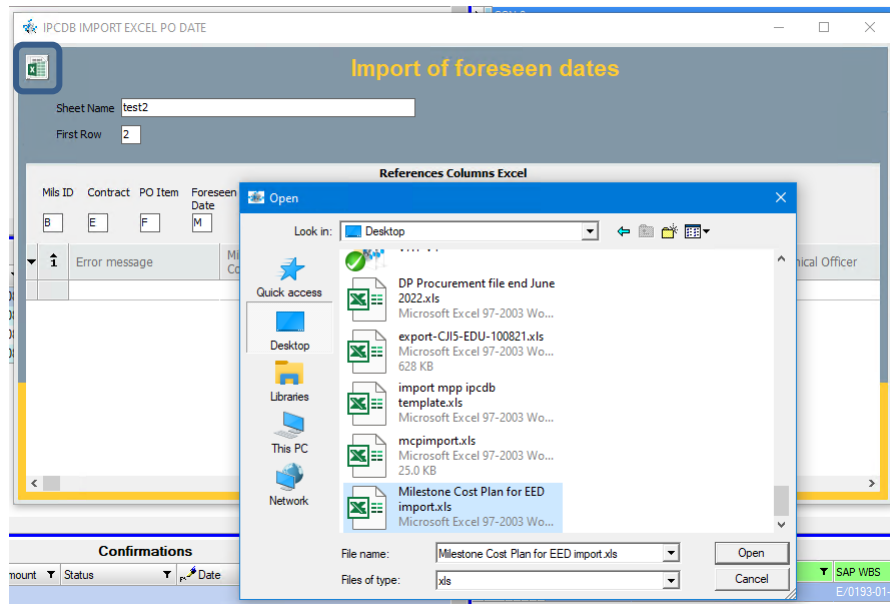 IPCDB IMPORT EXCEL PO DATE
Import of foreseen dates
Sheet Name test2
First Row 2
References Columns Excel
Mils ID Contract PO Item Foreseen Date
B E F M
1 Error message
nical Officer
Open
Look in: Desktop
Quick access
Desktop
Libraries
This PC
Network
DP Procurement file end June
2022.xls
Microsoft Excel 97-2003 Wo...
export-CJI5-EDU-100821.xls
Microsoft Excel 97-2003 Wo...
628 KB
import mpp ipcdb
template.xls
Microsoft Excel 97-2003 Wo...
mcpimport.xls
Microsoft Excel 97-2003 Wo...
25.0 KB
Milestone Cost Plan for EED
import.xls
Microsoft Excel 97-2003 Wo...
File name: Milestone Cost Plan for EED import.xls Open
Files of type: xls Cancel
Confirmations
mount Status Date
SAP WBS
E/0193-01-